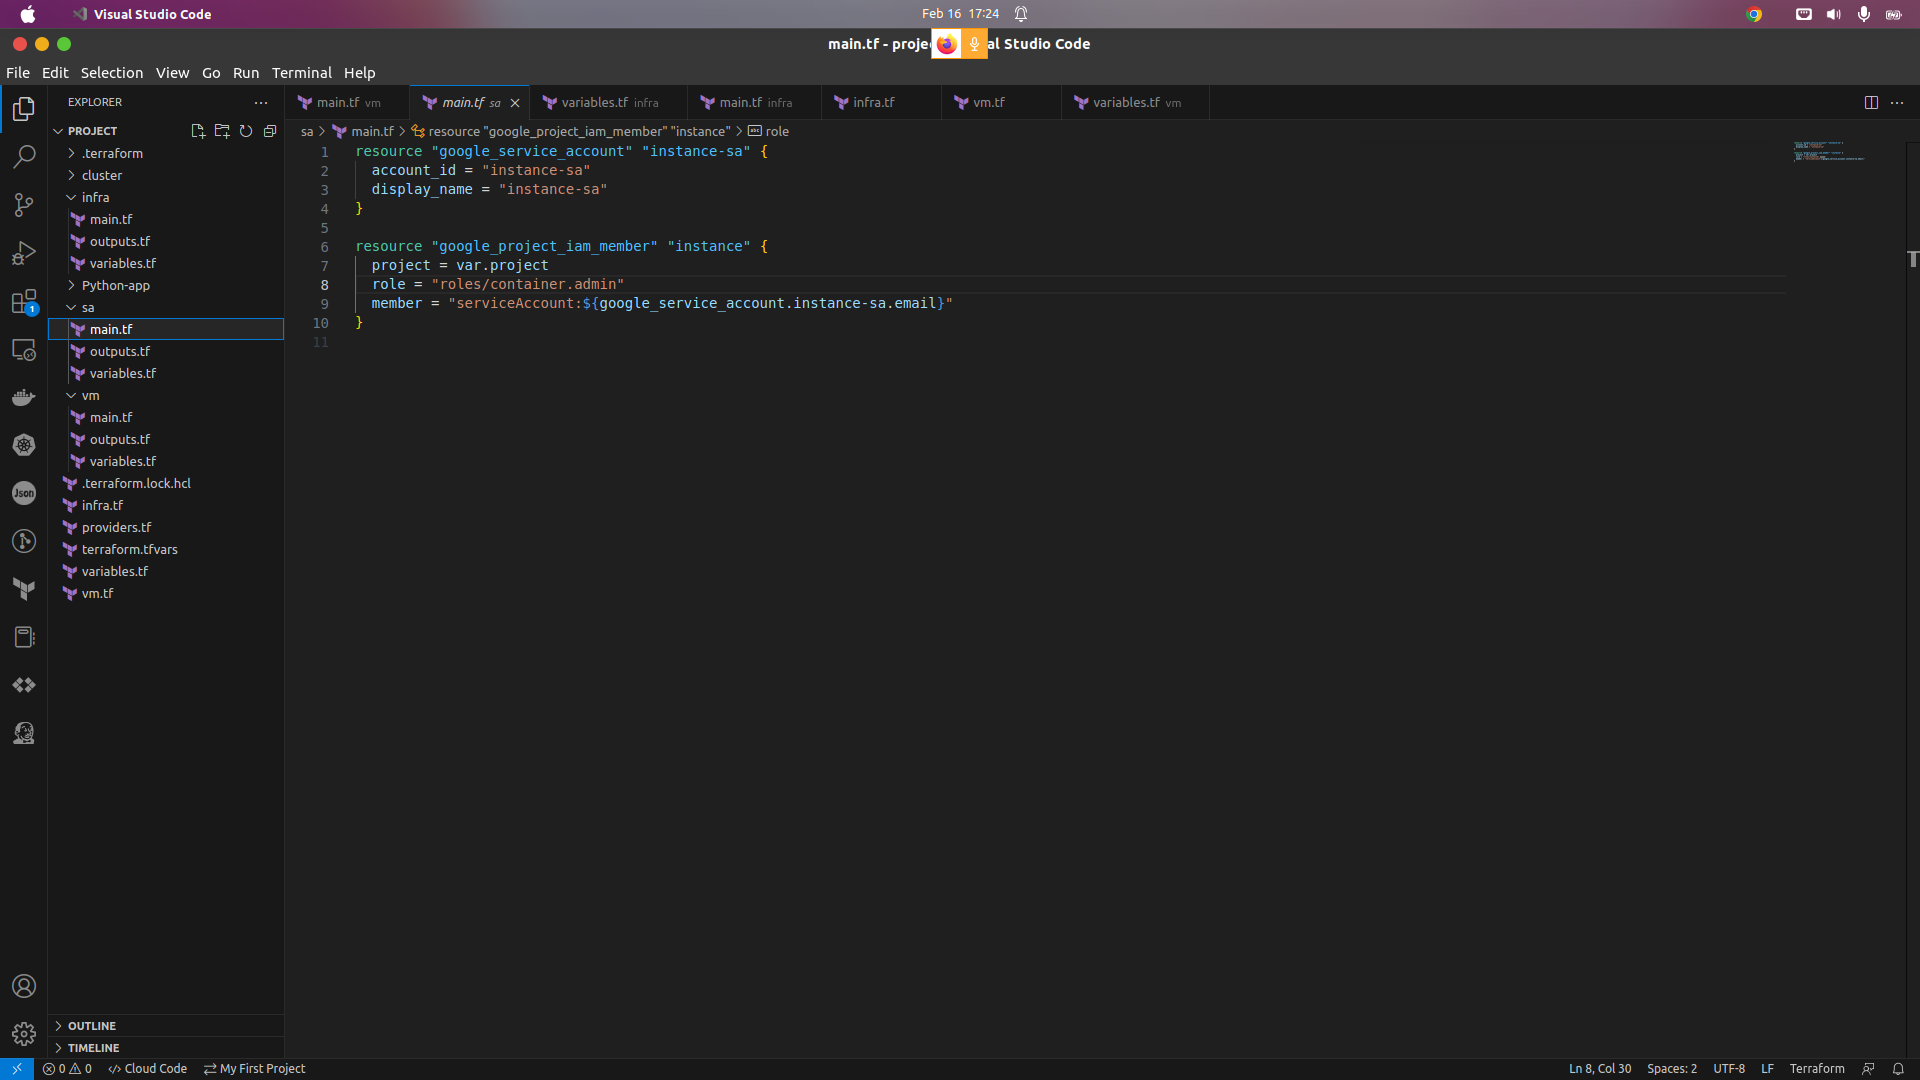 Visual Studio Code
Feb 16 17:24
main.tf - proje
al Studio Code
File Edit Selection View Go Run Terminal Help
EXPLORER
PROJECT
.terraform
cluster
infra
main.tf
outputs.tf
variables.tf
Python-app
sa
main.tf
outputs.tf
variables.tf
vm
main.tf
outputs.tf
variables.tf
.terraform.lock.hcl
infra.tf
providers.tf
terraform.tfvars
variables.tf
vm.tf
OUTLINE
TIMELINE
1
Json
main.tf vm
main.tf sa
variables.tf infra
main.tf infra
infra.tf
vm.tf
variables.tf vm
sa > main.tf > resource "google_project_iam_member" "instance" > role
1 resource "google_service_account" "instance-sa" {
2 account_id = "instance-sa"
3 display_name = "instance-sa"
4 }
5
6 resource "google_project_iam_member" "instance" {
7 project = var.project
8 role = "roles/container.admin"
9 member = "serviceAccount:${google_service_account.instance-sa.email}"
10 }
11
0 0 Cloud Code My First Project
Ln 8, Col 30 Spaces: 2 UTF-8 LF Terraform